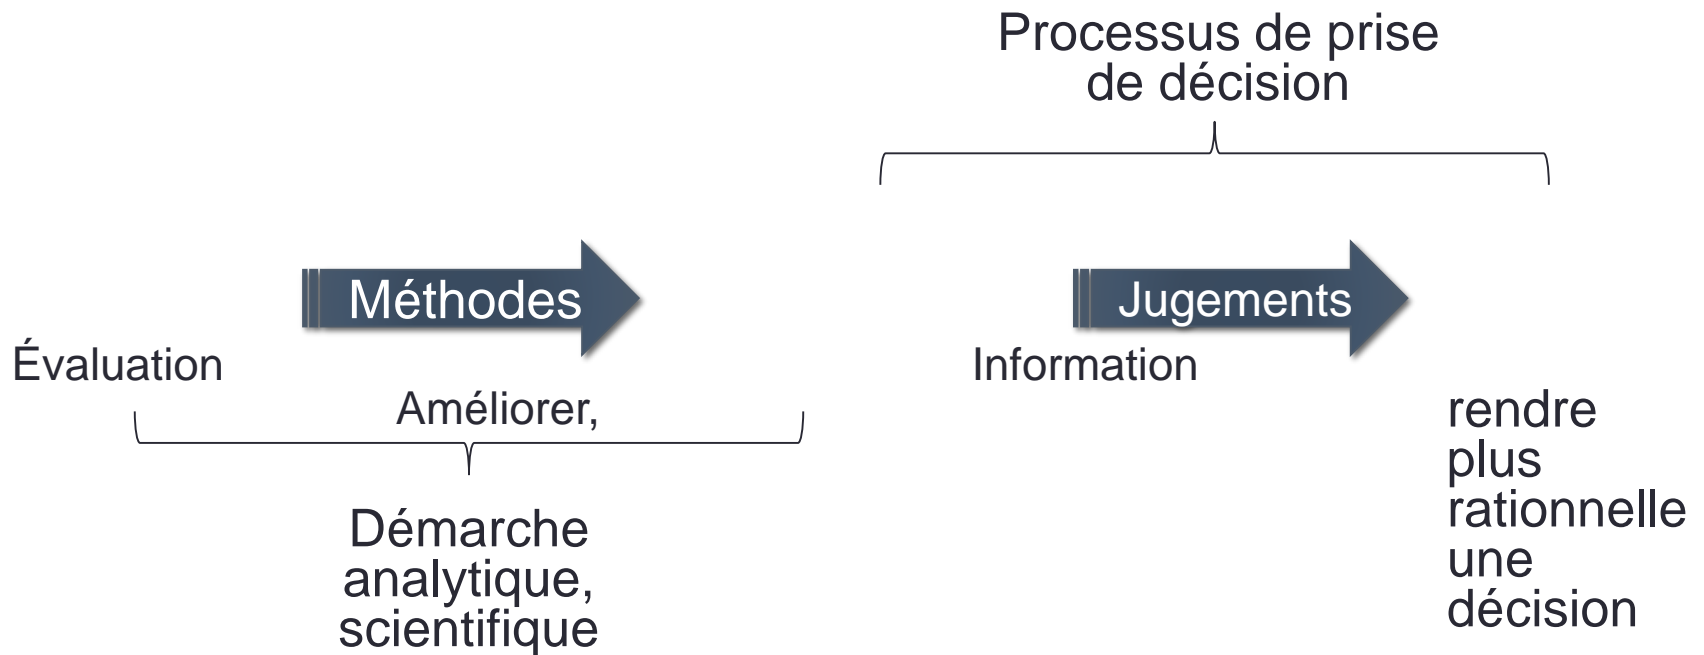 Processus de prise
de décision
Méthodes
Jugements
Évaluation
Information
Améliorer,
rendre
plus
rationnelle
une
décision
Démarche
analytique,
scientifique